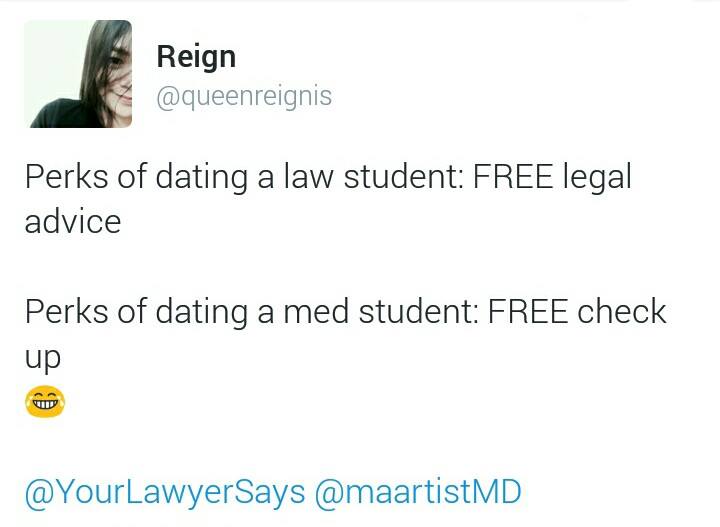 Reign
@queenreignis
Perks of dating a law student: FREE legal
advice
Perks of dating a med student: FREE check
up
😂
@YourLawyerSays @maartistMD